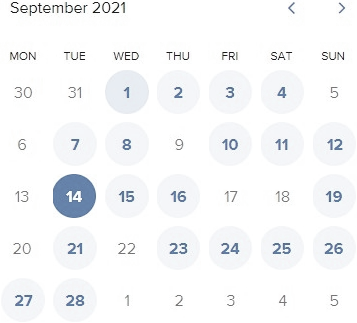 September 2021
MON TUE WED THU FRI SAT SUN
30 31 1 2 3 4 5
6 7 8 9 10 11 12
13 14 15 16 17 18 19
20 21 22 23 24 25 26
27 28 1 2 3 4 5